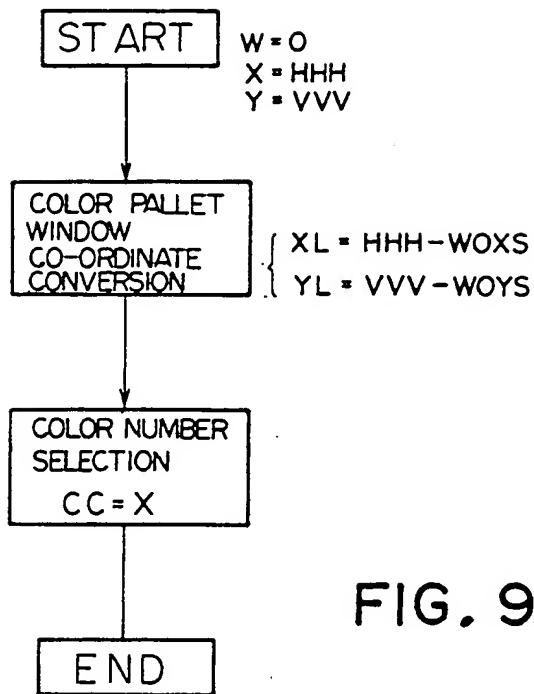 START
W = 0
X = HHH
Y = VVV
COLOR PALLET
WINDOW
CO-ORDINATE
CONVERSION
XL = HHH-WOXS
YL = VVV-WOYS
COLOR NUMBER
SELECTION
CC = X
END
FIG. 9